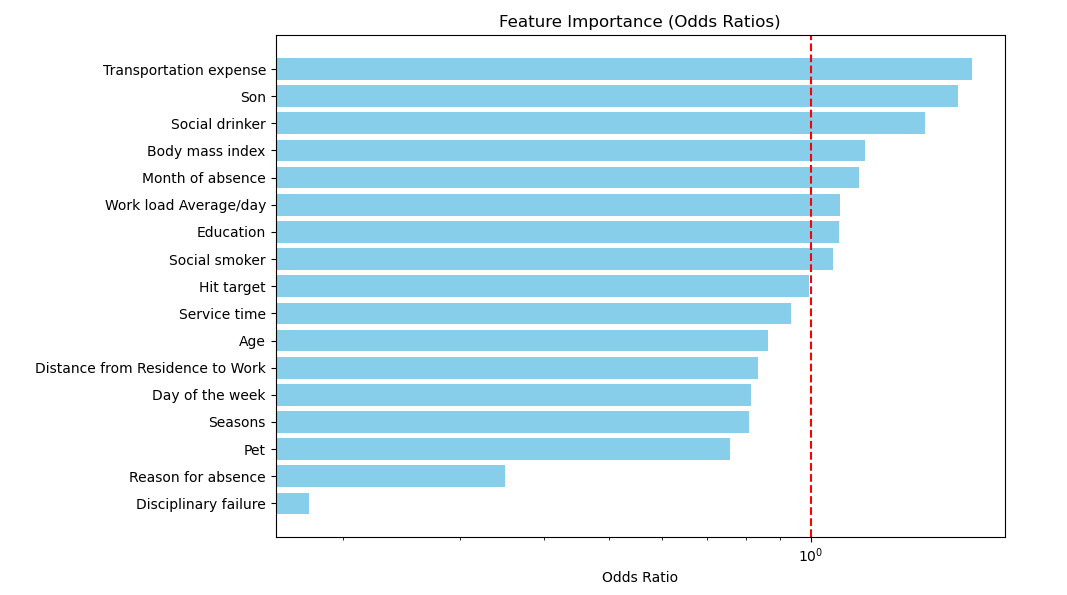 Feature Importance (Odds Ratios)
Transportation expense
Son
Social drinker
Body mass index
Month of absence
Work load Average/day
Education
Social smoker
Hit target
Service time
Age
Distance from Residence to Work
Day of the week
Seasons
Pet
Reason for absence
Disciplinary failure
10⁰
Odds Ratio